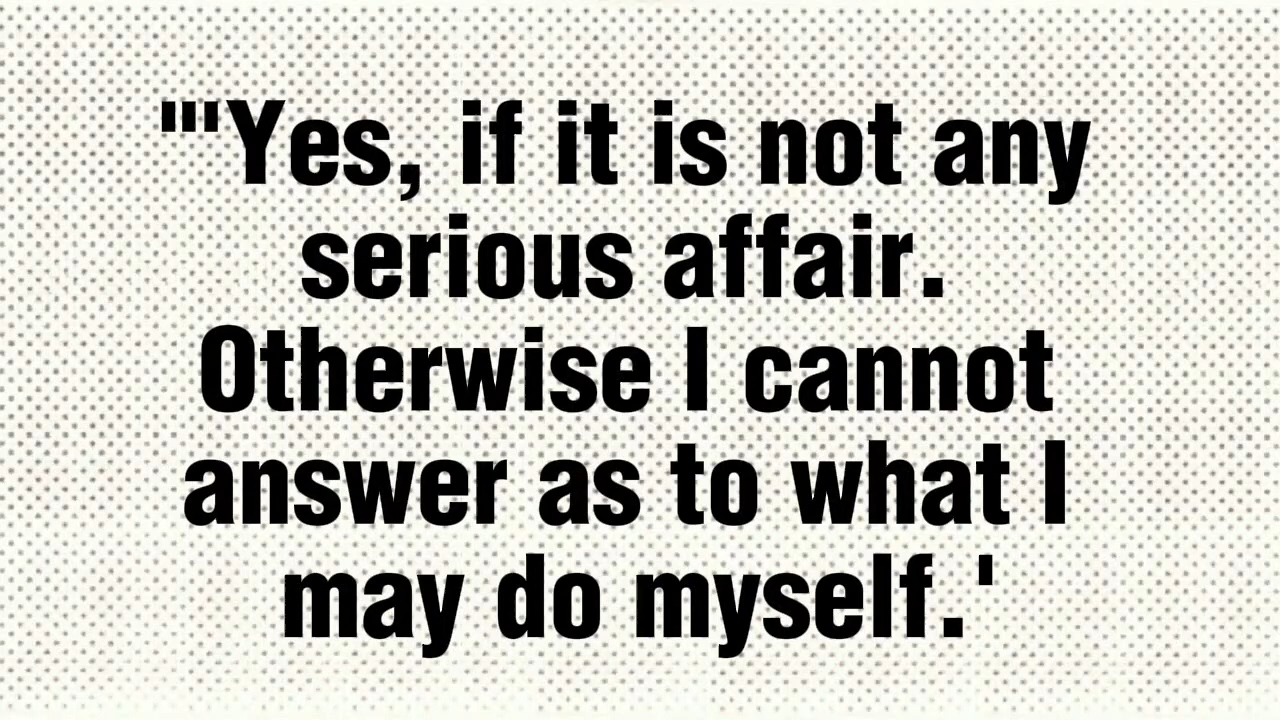 "'Yes, if it is not any
serious affair.
Otherwise I cannot
answer as to what I
may do myself.'